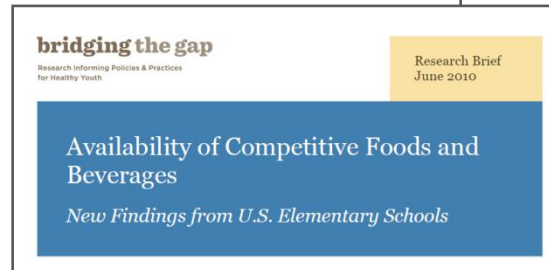 bridging the gap
Research Informing Policies & Practices
for Healthy Youth
Research Brief
June 2010
Availability of Competitive Foods and
Beverages
New Findings from U.S. Elementary Schools